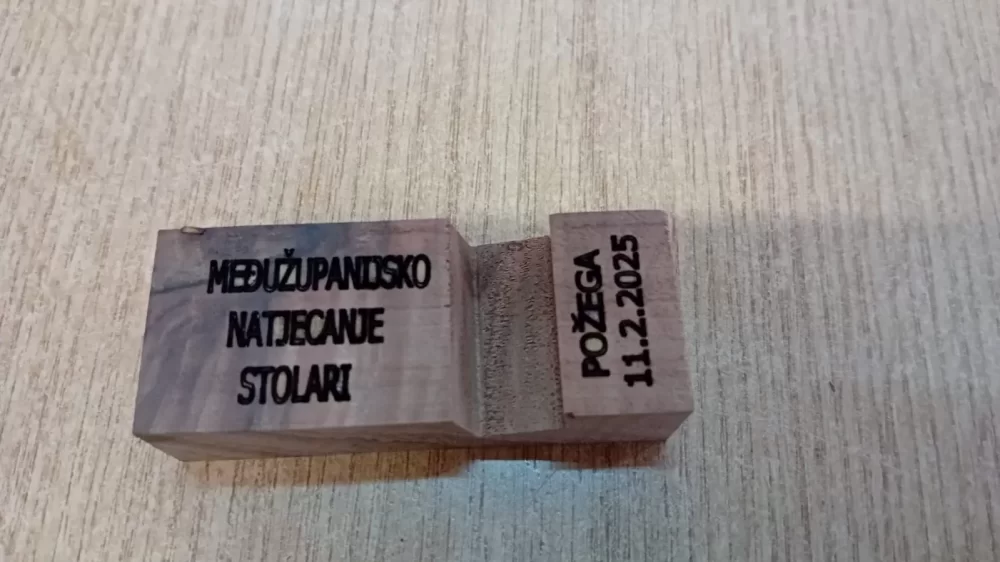 MEĐUŽUPANIJSKO
NATJECANJE
STOLARI
POŽEGA
11.2.2025